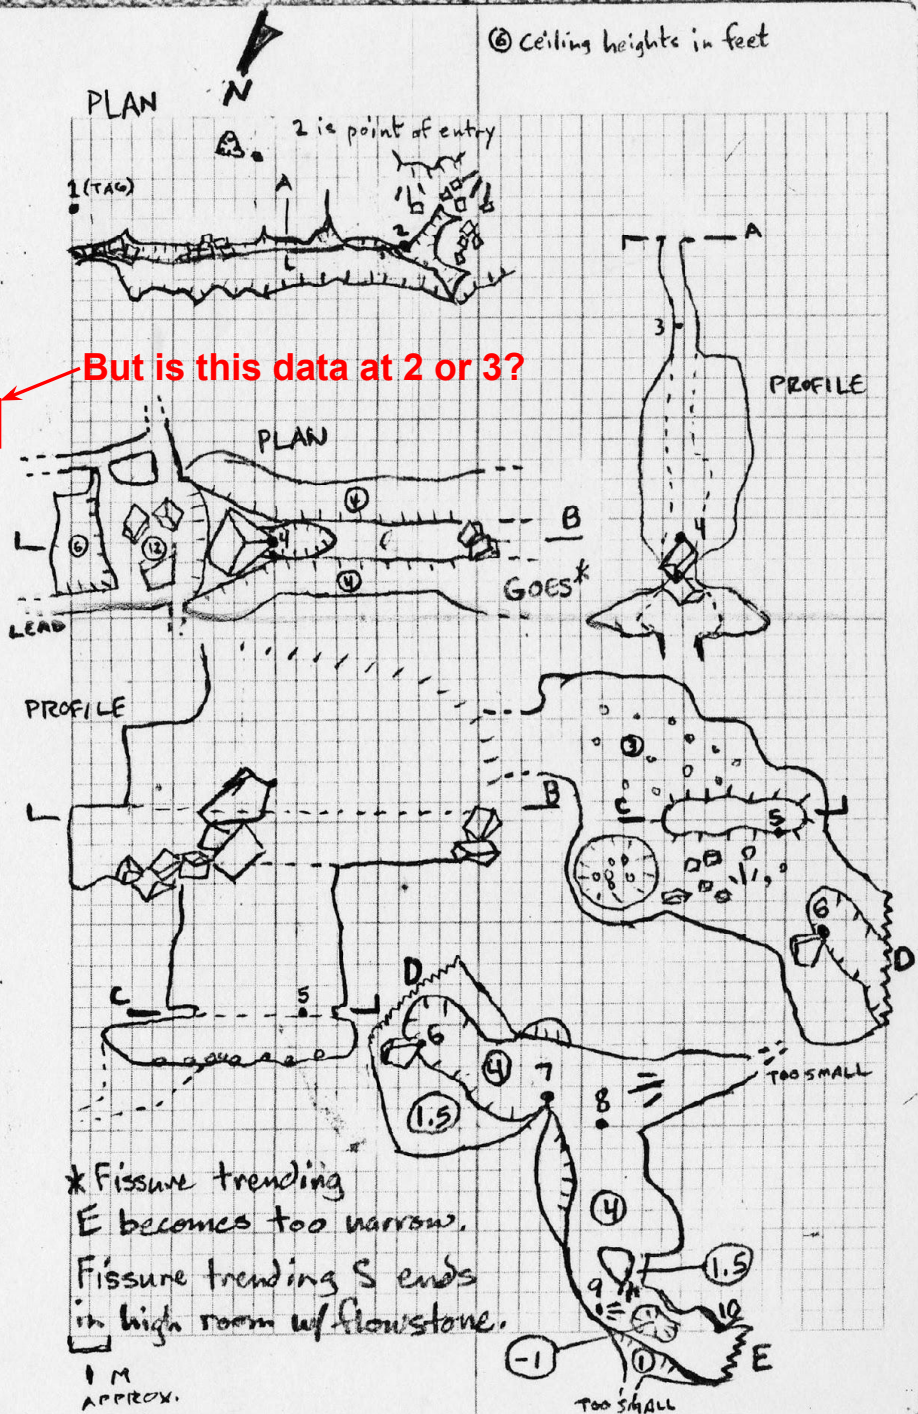 ⑥ Ceiling heights in feet
N
PLAN
2 is point of entry
1 (TAG)
A
2
L
A
3
But is this data at 2 or 3?
PROFILE
PLAN
4
B
L
6
12
4
4
4
GOES*
LEAD
PROFILE
3
L
B
C
5
L
6
D
C
5
L
D
6
4
7
TOO SMALL
8
1.5
* Fissure trending
E becomes too narrow.
4
Fissure trending S ends
1.5
in high room w/ flowstone.
9
10
-1
1
E
1 M
APPROX.
TOO SMALL